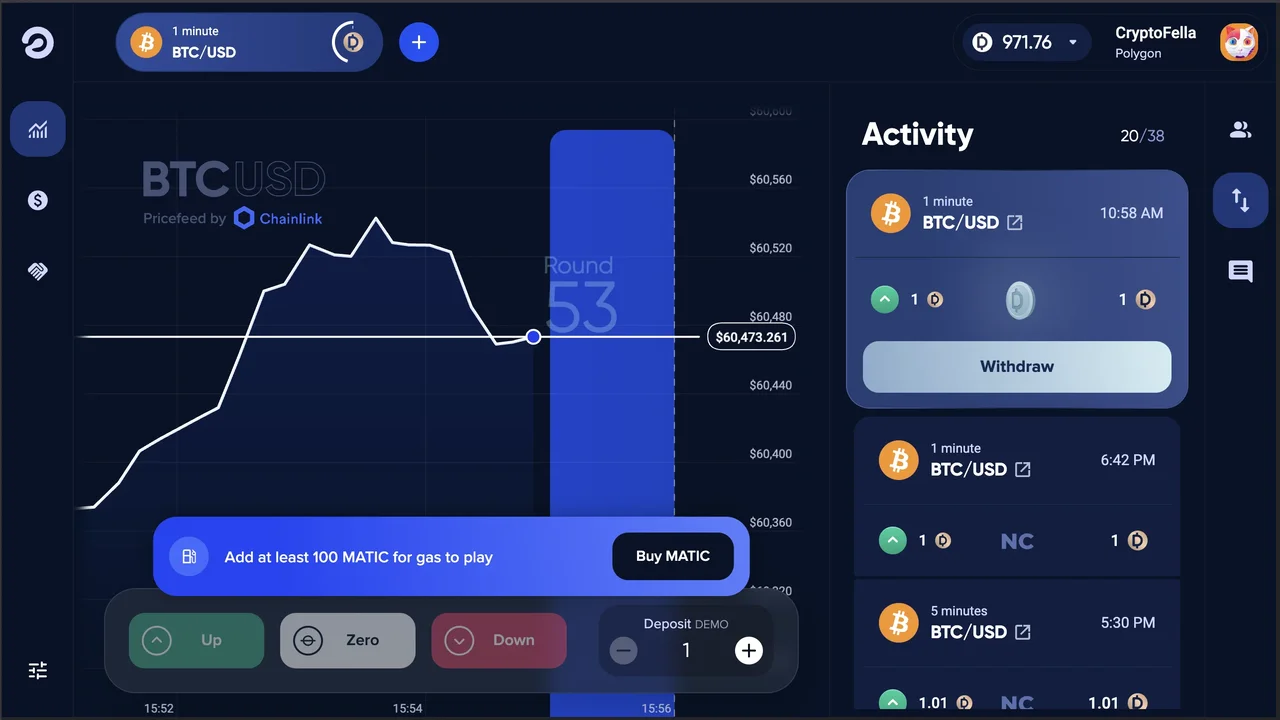 1 minute
BTC/USD
971.76
CryptoFella
Polygon
BTCUSD
Pricefeed by Chainlink
Round
53
$60,600
$60,560
$60,520
$60,480
$60,473.261
$60,440
$60,400
$60,360
Add at least 100 MATIC for gas to play
Buy MATIC
Up
Zero
Down
Deposit DEMO
1
15:52
15:54
15:56
Activity
20/38
1 minute
BTC/USD
10:58 AM
1
1
Withdraw
1 minute
BTC/USD
6:42 PM
1
NC
1
5 minutes
BTC/USD
5:30 PM
1.01
NC
1.01